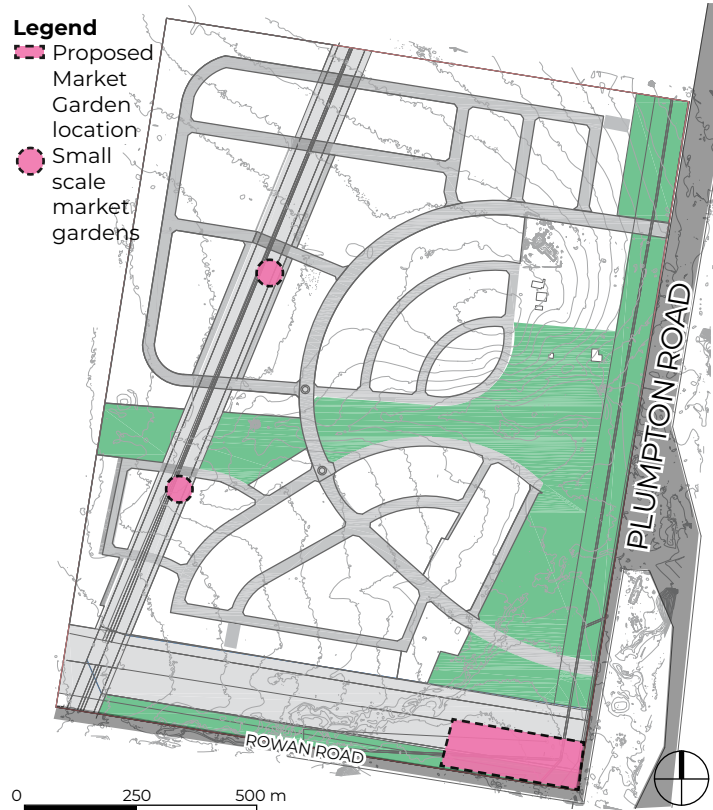 Legend
Proposed
Market
Garden
location
Small
scale
market
gardens
PLUMPTON ROAD
ROWAN ROAD
0 250 500 m